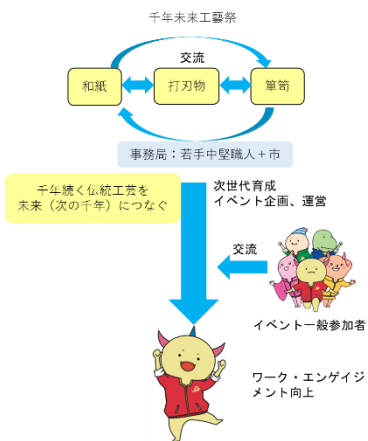 千年未来工藝祭
交流
和紙
打刃物
箪笥
事務局：若手中堅職人＋市
千年続く伝統工芸を
未来（次の千年）につなぐ
次世代育成
イベント企画、運営
交流
イベント一般参加者
ワーク・エンゲイジ
メント向上